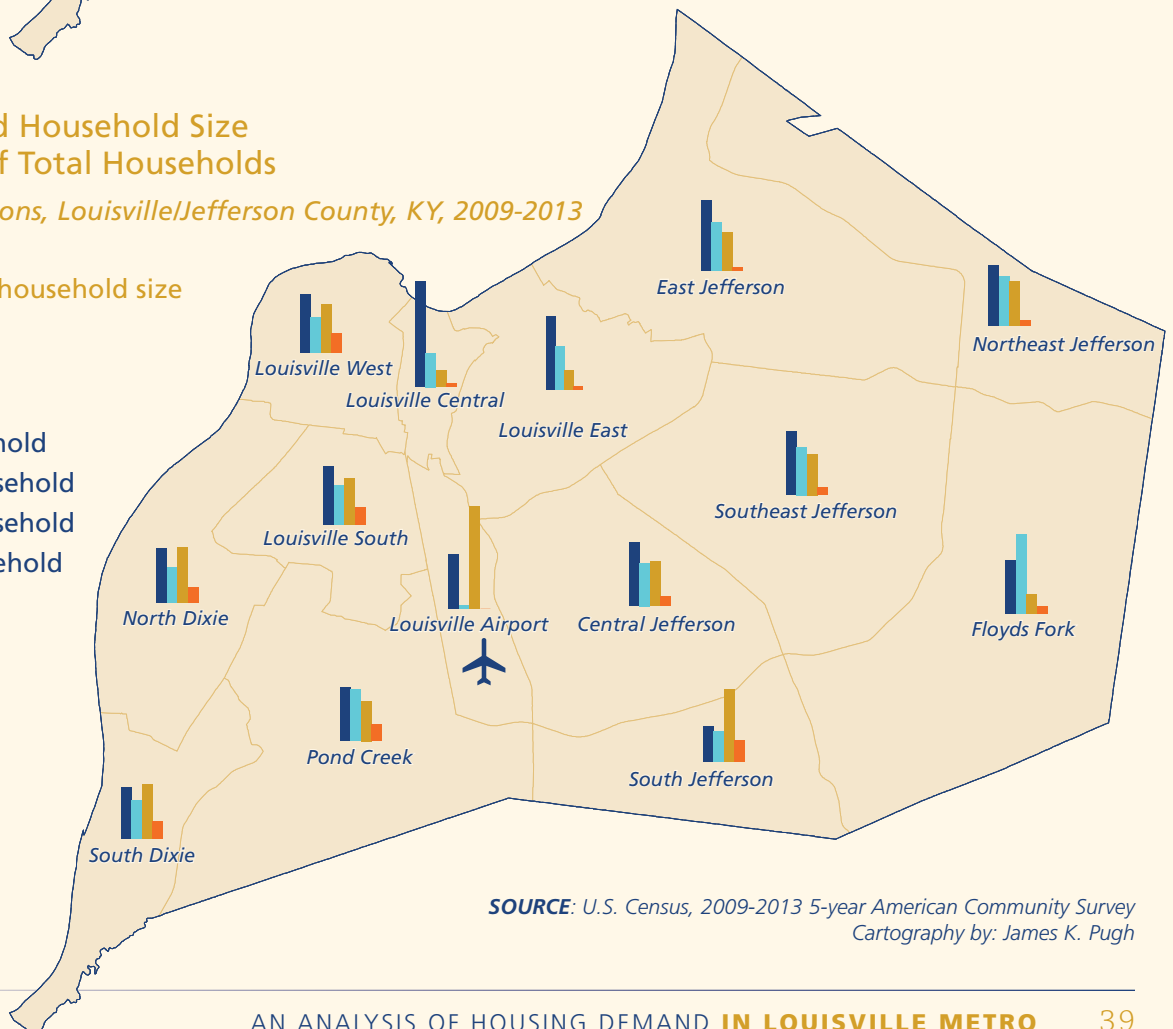 d Household Size
f Total Households
ons, Louisville/Jefferson County, KY, 2009-2013
household size
East Jefferson
Northeast Jefferson
Louisville West
Louisville Central
Louisville East
hold
sehold
sehold
ehold
Southeast Jefferson
Louisville South
North Dixie
Louisville Airport
Central Jefferson
Floyds Fork
Pond Creek
South Jefferson
South Dixie
SOURCE: U.S. Census, 2009-2013 5-year American Community Survey
Cartography by: James K. Pugh
AN ANALYSIS OF HOUSING DEMAND IN LOUISVILLE METRO 39